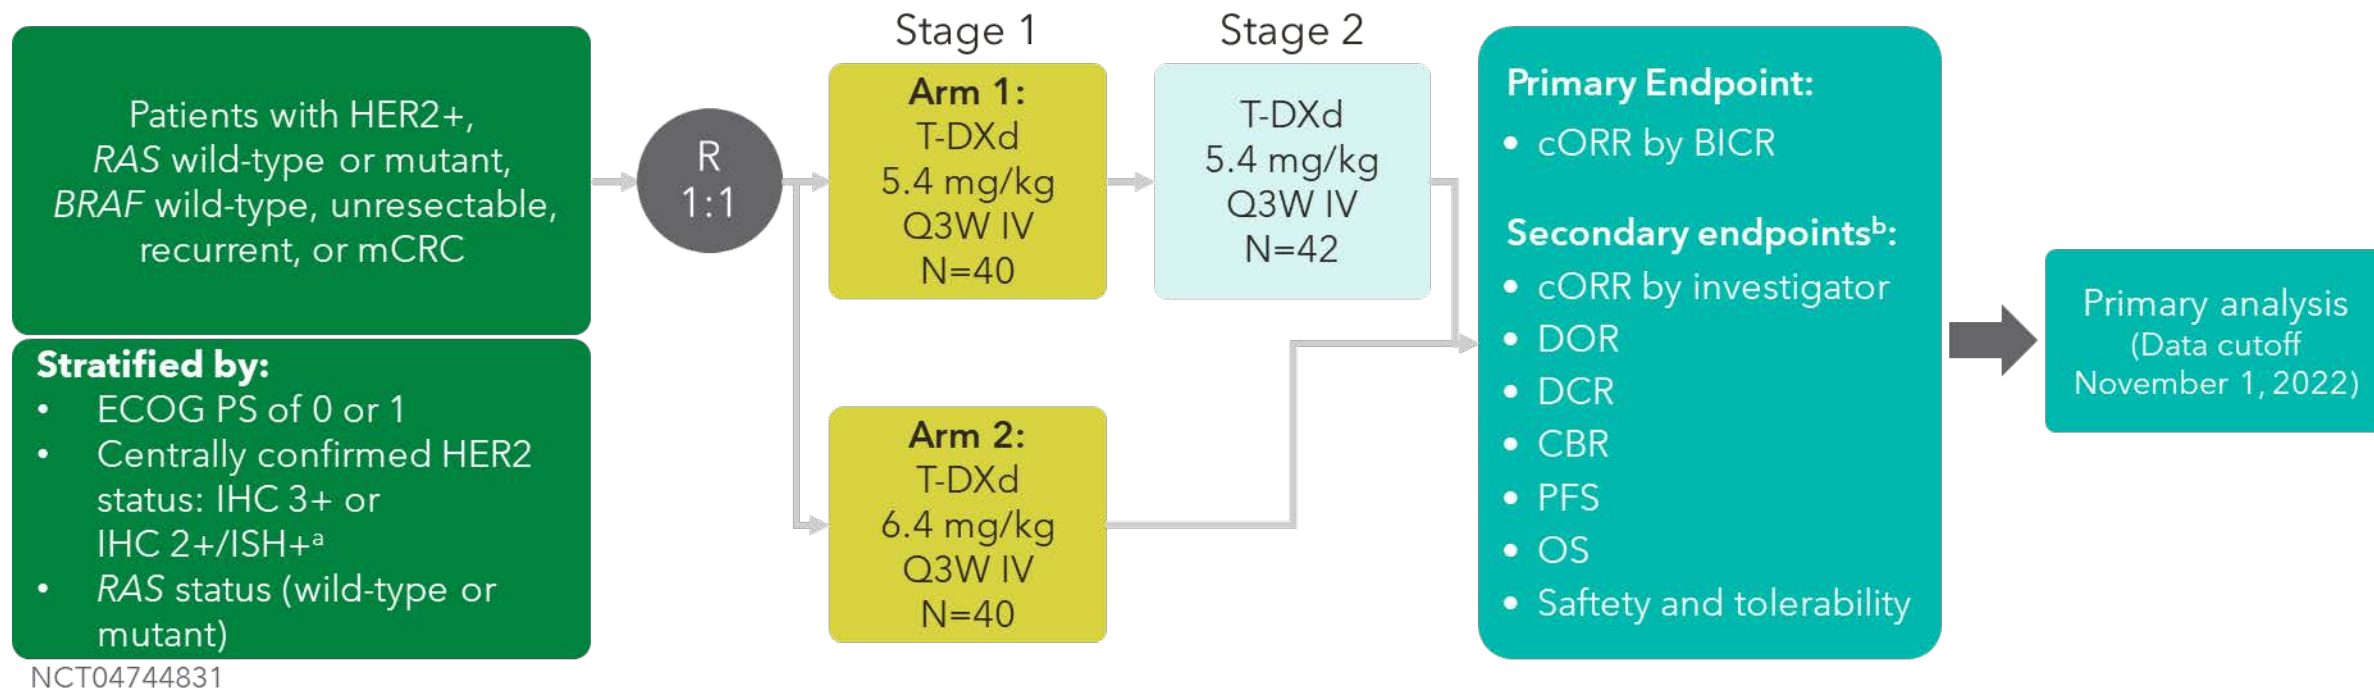 Patients with HER2+,
RAS wild-type or mutant,
BRAF wild-type, unresectable,
recurrent, or mCRC
Stratified by:
• ECOG PS of 0 or 1
• Centrally confirmed HER2
status: IHC 3+ or
IHC 2+/ISH+ᵃ
• RAS status (wild-type or
mutant)
NCT04744831
R
1:1
Stage 1
Arm 1:
T-DXd
5.4 mg/kg
Q3W IV
N=40
Stage 2
T-DXd
5.4 mg/kg
Q3W IV
N=42
Arm 2:
T-DXd
6.4 mg/kg
Q3W IV
N=40
Primary Endpoint:
• cORR by BICR
Secondary endpointsᵇ:
• cORR by investigator
• DOR
• DCR
• CBR
• PFS
• OS
• Saftety and tolerability
Primary analysis
(Data cutoff
November 1, 2022)